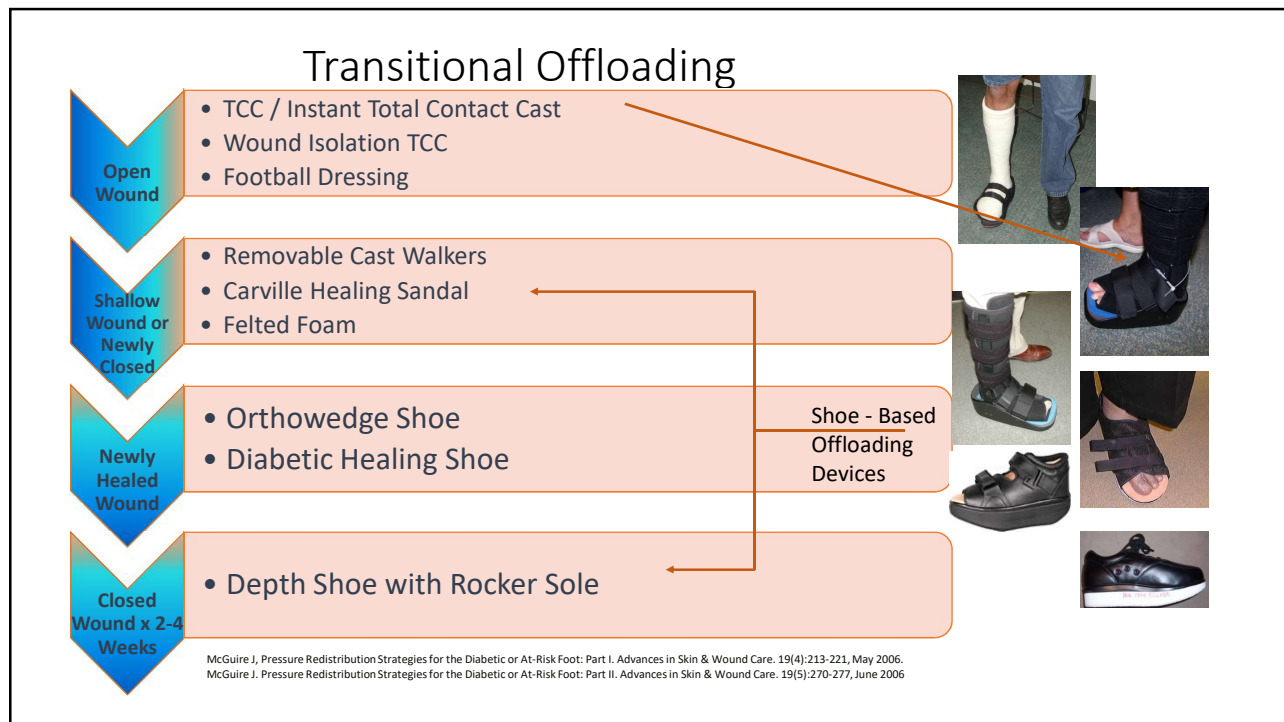 Transitional Offloading
Open
Wound
• TCC / Instant Total Contact Cast
• Wound Isolation TCC
• Football Dressing
Shallow
Wound or
Newly
Closed
• Removable Cast Walkers
• Carville Healing Sandal
• Felted Foam
Newly
Healed
Wound
• Orthowedge Shoe
• Diabetic Healing Shoe
Shoe - Based
Offloading
Devices
Closed
Wound x 2-4
Weeks
• Depth Shoe with Rocker Sole
McGuire J, Pressure Redistribution Strategies for the Diabetic or At-Risk Foot: Part I. Advances in Skin & Wound Care. 19(4):213-221, May 2006.
McGuire J. Pressure Redistribution Strategies for the Diabetic or At-Risk Foot: Part II. Advances in Skin & Wound Care. 19(5):270-277, June 2006